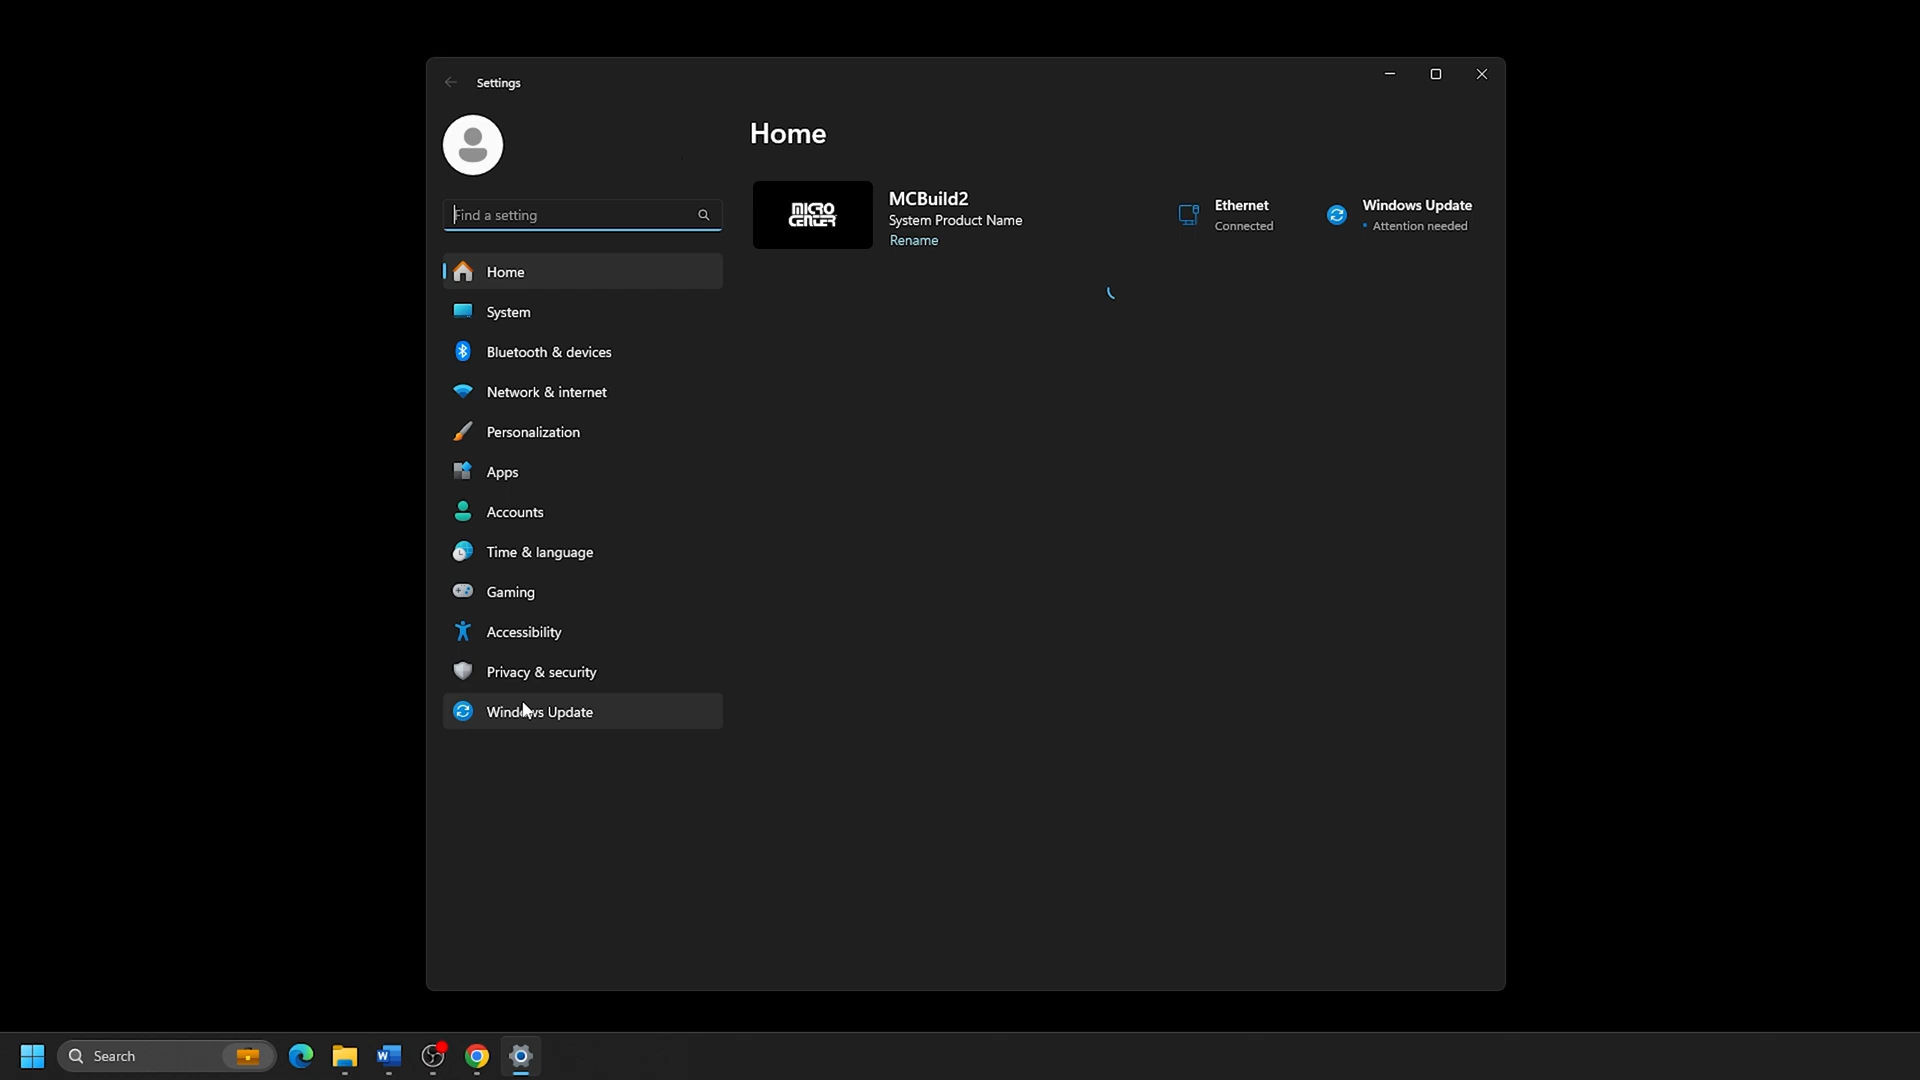 Settings
Home
Find a setting
MICRO CENTER
MCBuild2
System Product Name
Rename
Ethernet
Connected
Windows Update
• Attention needed
Home
System
Bluetooth & devices
Network & internet
Personalization
Apps
Accounts
Time & language
Gaming
Accessibility
Privacy & security
Windows Update
Search